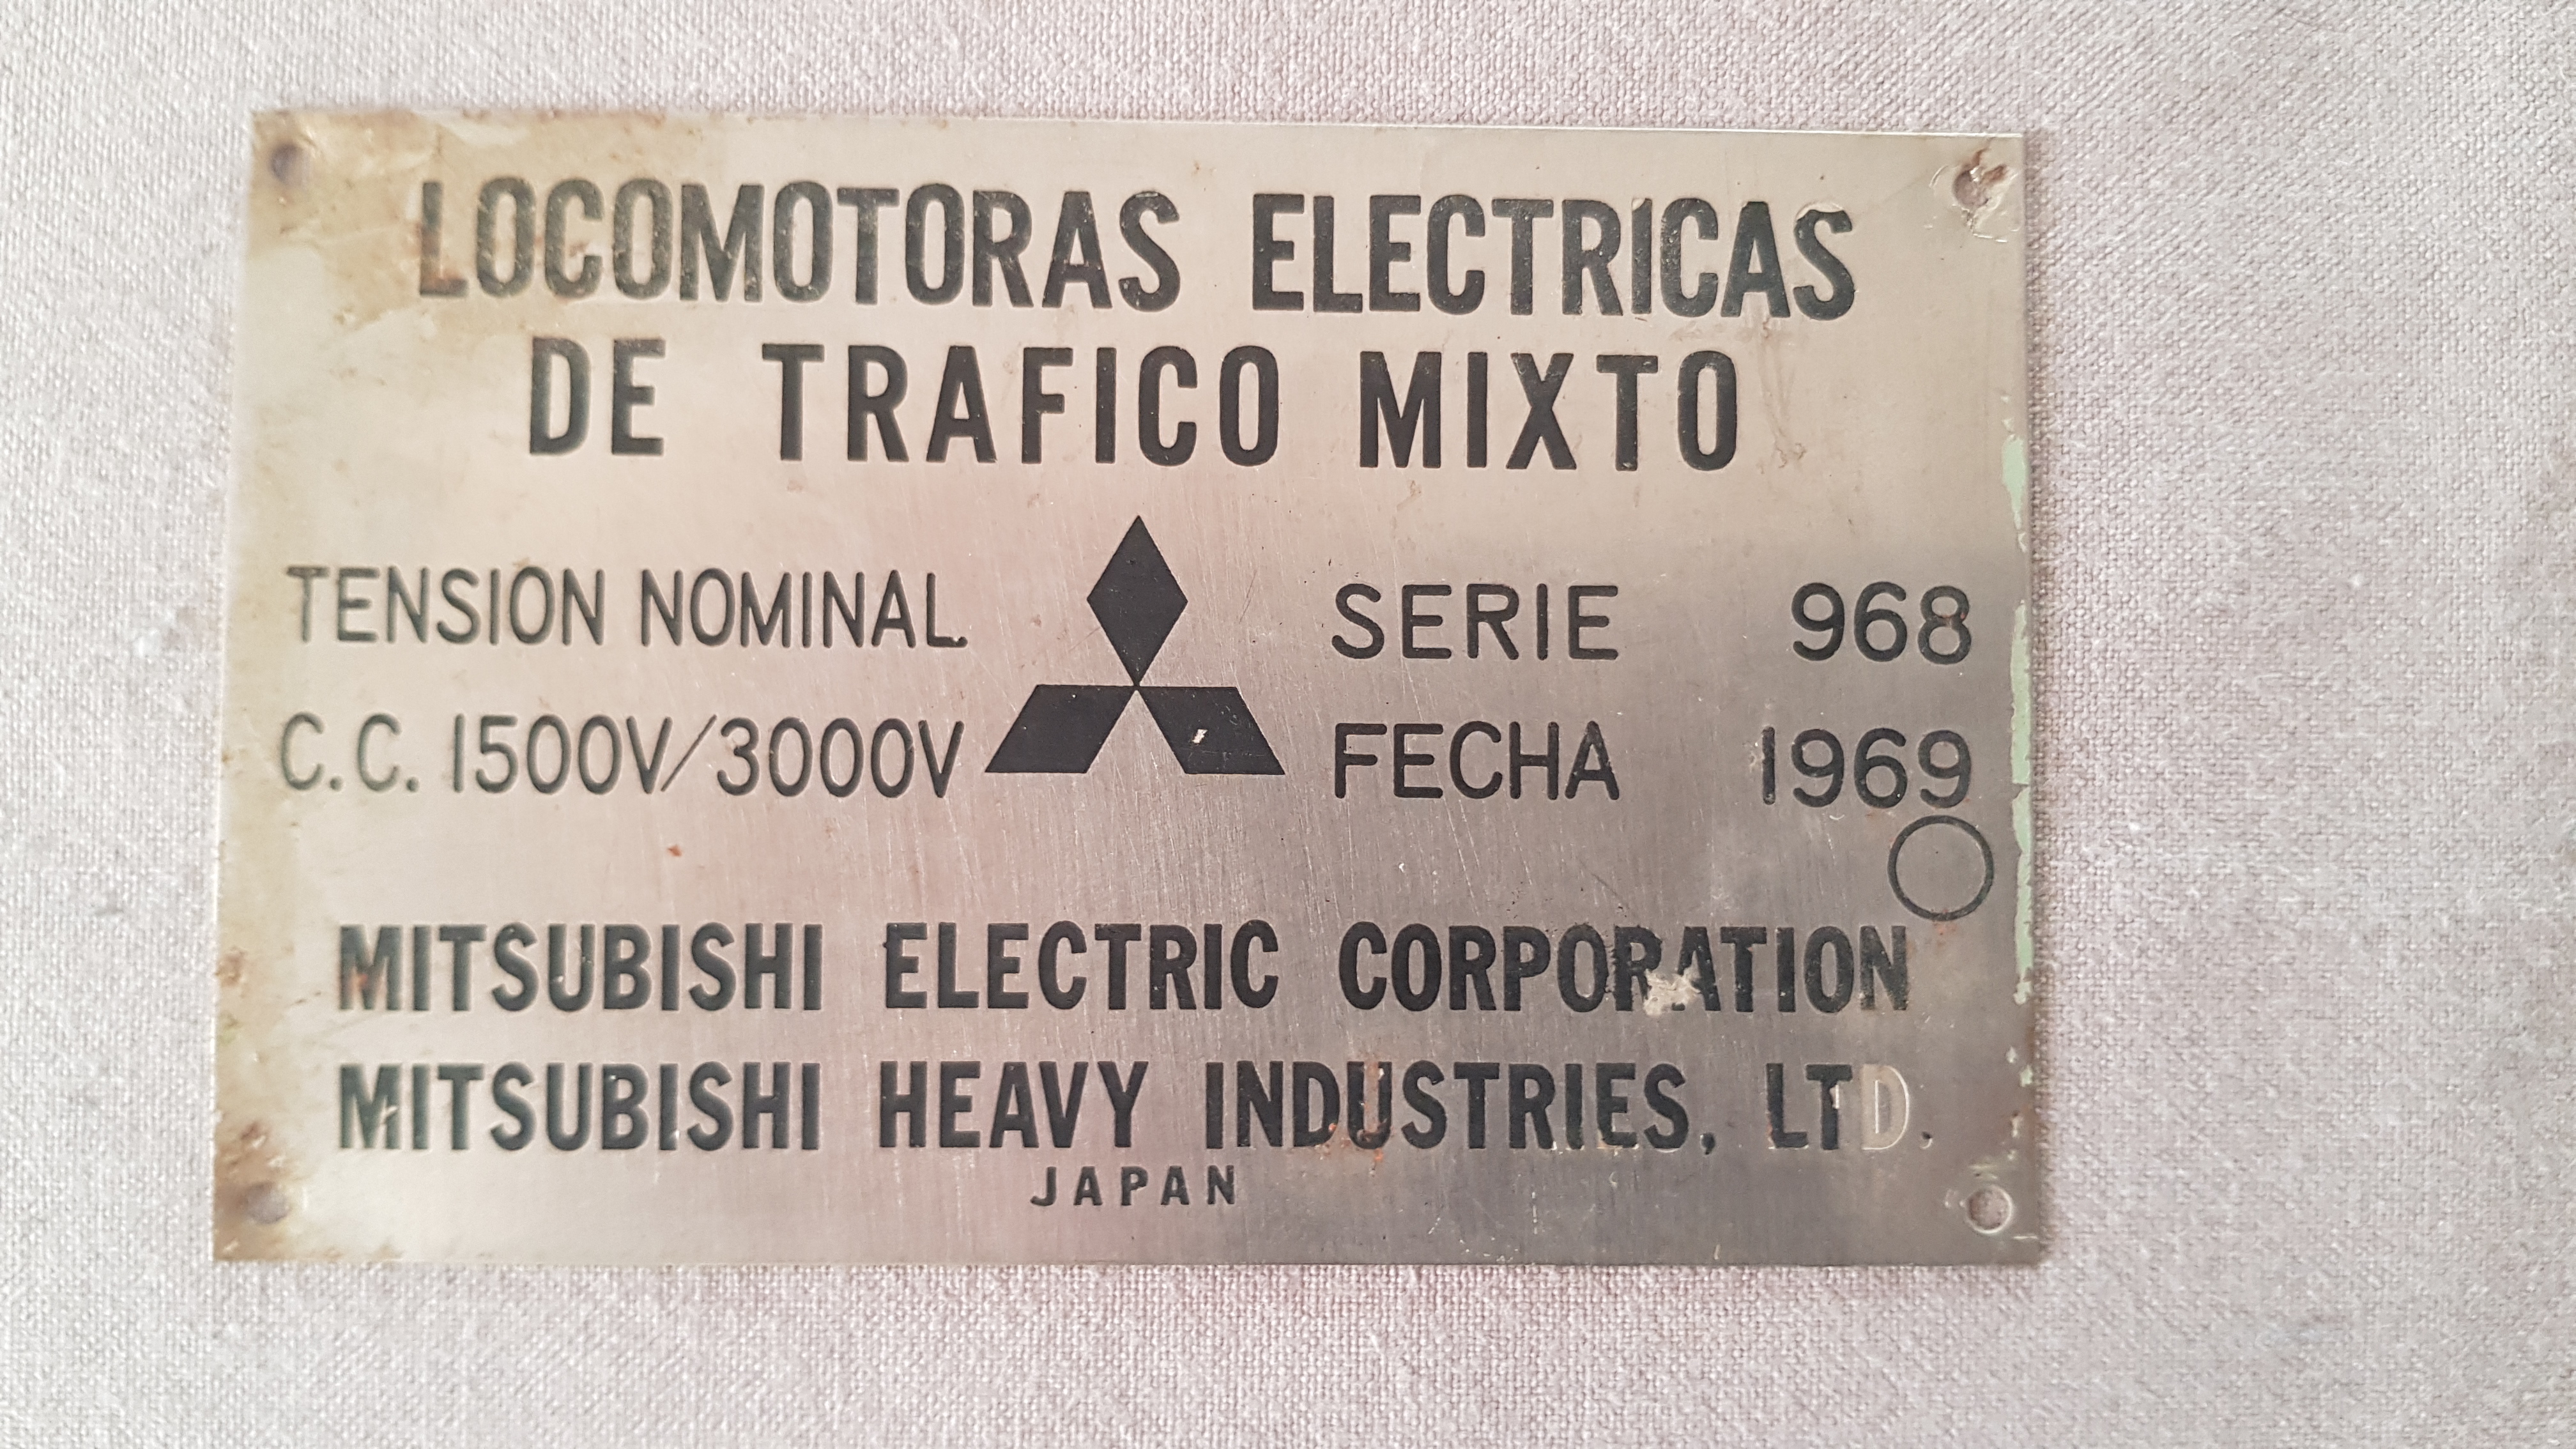 LOCOMOTORAS ELECTRICAS
DE TRAFICO MIXTO
TENSION NOMINAL
C.C. 1500V/3000V
SERIE 968
FECHA 1969
MITSUBISHI ELECTRIC CORPORATION
MITSUBISHI HEAVY INDUSTRIES, LTD.
JAPAN